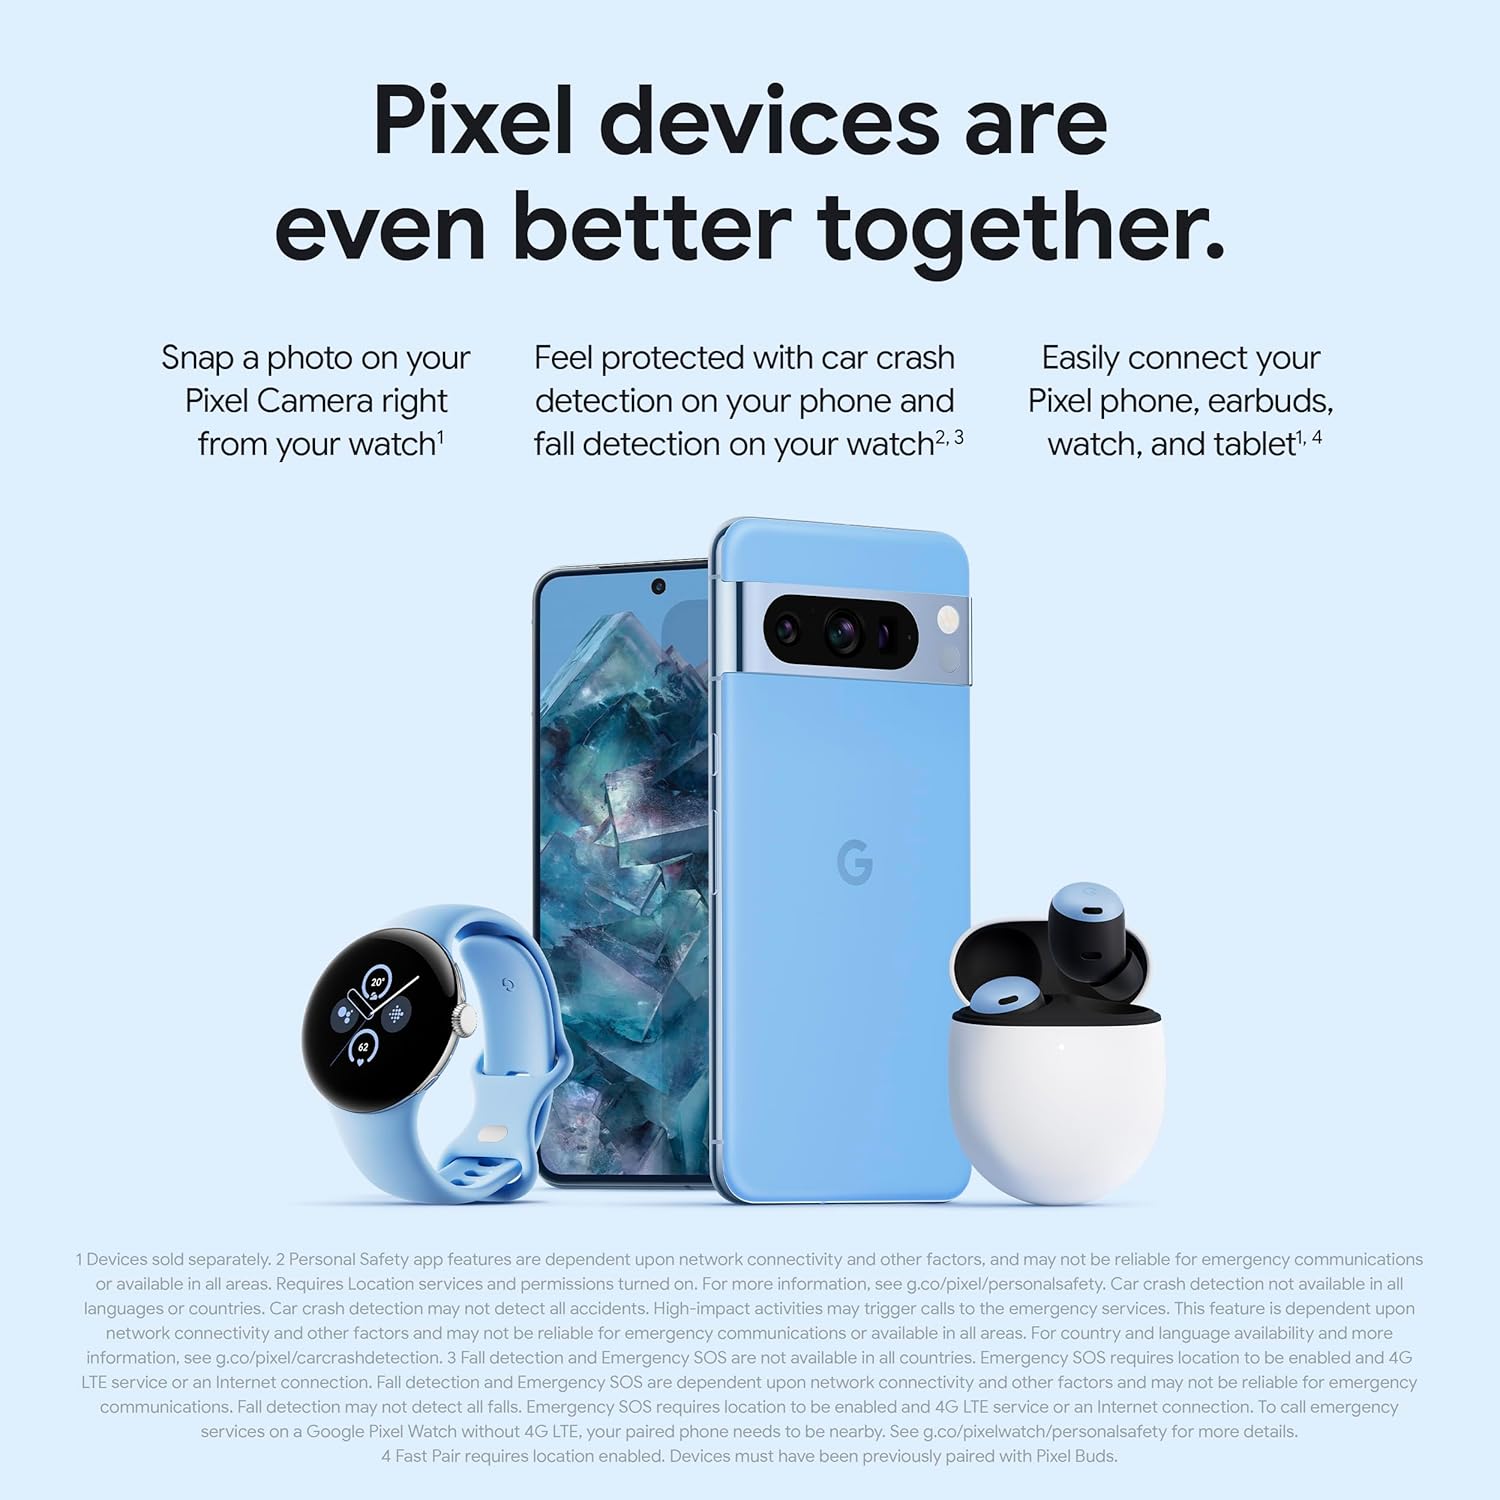 Pixel devices are
even better together.
Snap a photo on your
Pixel Camera right
from your watch1
Feel protected with car crash
detection on your phone and
fall detection on your watch2, 3
Easily connect your
Pixel phone, earbuds,
watch, and tablet1, 4
G
20°
62
1 Devices sold separately. 2 Personal Safety app features are dependent upon network connectivity and other factors, and may not be reliable for emergency communications
or available in all areas. Requires Location services and permissions turned on. For more information, see g.co/pixel/personalsafety. Car crash detection not available in all
languages or countries. Car crash detection may not detect all accidents. High-impact activities may trigger calls to the emergency services. This feature is dependent upon
network connectivity and other factors and may not be reliable for emergency communications or available in all areas. For country and language availability and more
information, see g.co/pixel/carcrashdetection. 3 Fall detection and Emergency SOS are not available in all countries. Emergency SOS requires location to be enabled and 4G
LTE service or an Internet connection. Fall detection and Emergency SOS are dependent upon network connectivity and other factors and may not be reliable for emergency
communications. Fall detection may not detect all falls. Emergency SOS requires location to be enabled and 4G LTE service or an Internet connection. To call emergency
services on a Google Pixel Watch without 4G LTE, your paired phone needs to be nearby. See g.co/pixelwatch/personalsafety for more details.
4 Fast Pair requires location enabled. Devices must have been previously paired with Pixel Buds.